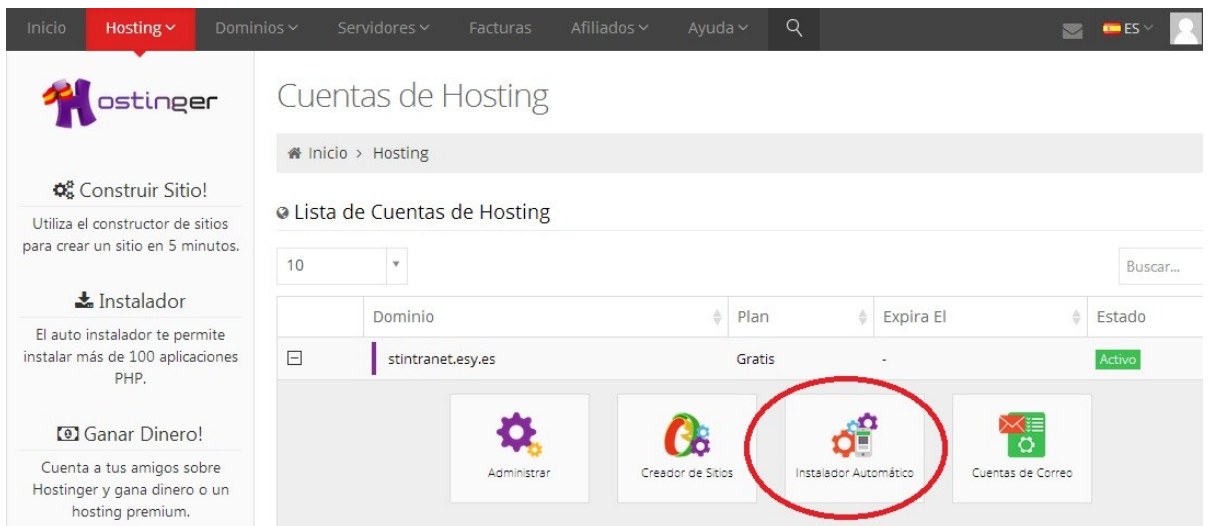 Inicio Hosting Dominios Servidores Facturas Afiliados Ayuda ES
Hostinger
Construir Sitio!
Utiliza el constructor de sitios
para crear un sitio en 5 minutos.
Instalador
El auto instalador te permite
instalar más de 100 aplicaciones
PHP.
Ganar Dinero!
Cuenta a tus amigos sobre
Hostinger y gana dinero o un
hosting premium.
Cuentas de Hosting
Inicio > Hosting
Lista de Cuentas de Hosting
10 Buscar...
Dominio Plan Expira El Estado
stintranet.esy.es Gratis - Activo
Administrar Creador de Sitios Instalador Automático Cuentas de Correo